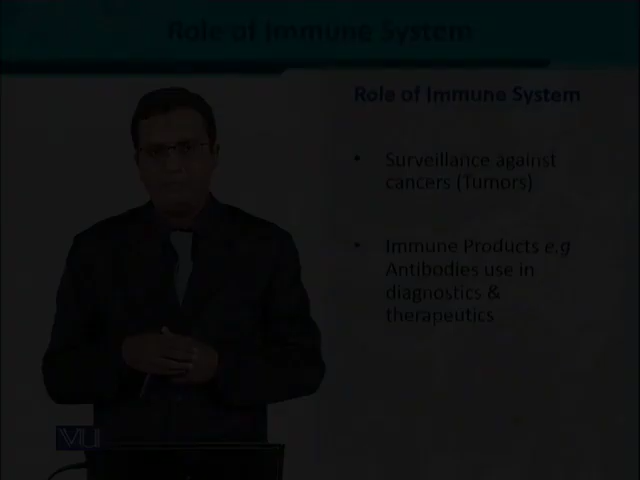 Role of Immune System
Role of Immune System
• Surveillance against
cancers (Tumors)
• Immune Products e.g
Antibodies use in
diagnostics &
therapeutics
VU